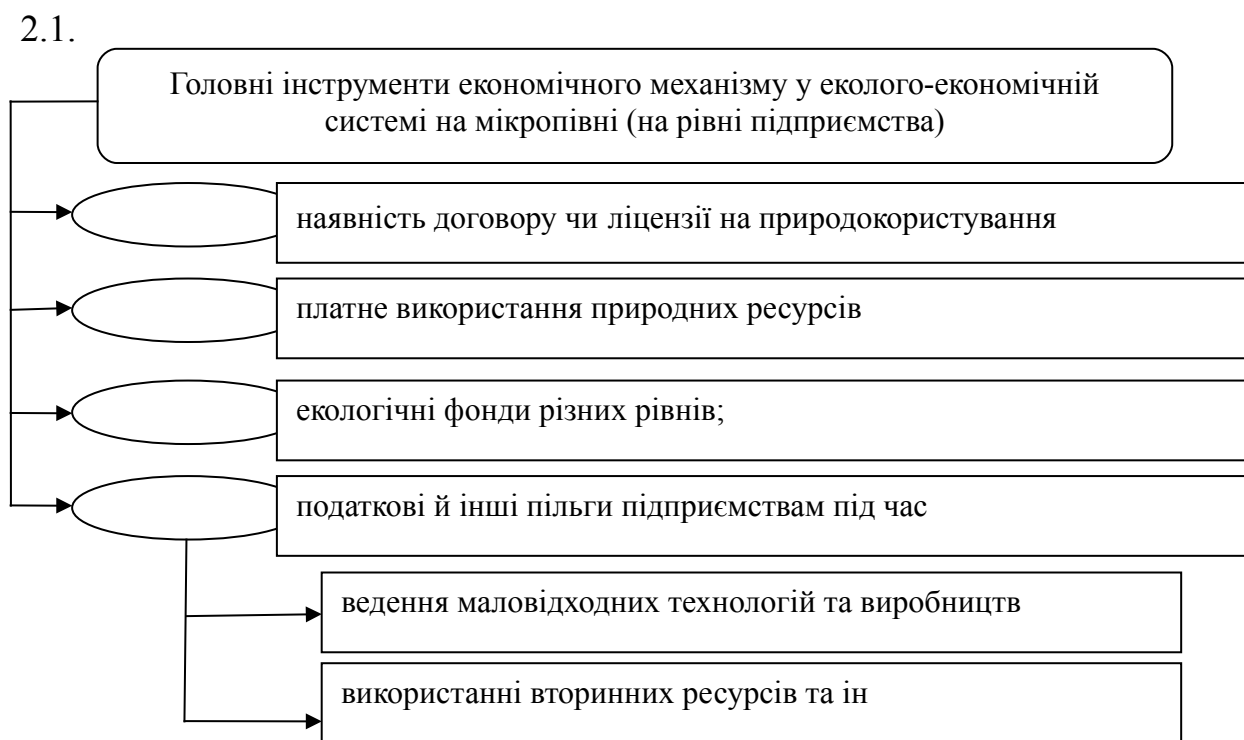 2.1.
Головні інструменти економічного механізму у еколого-економічній
системі на мікропівні (на рівні підприємства)
наявність договору чи ліцензії на природокористування
платне використання природних ресурсів
екологічні фонди різних рівнів;
податкові й інші пільги підприємствам під час
ведення маловідходних технологій та виробництв
використанні вторинних ресурсів та ін